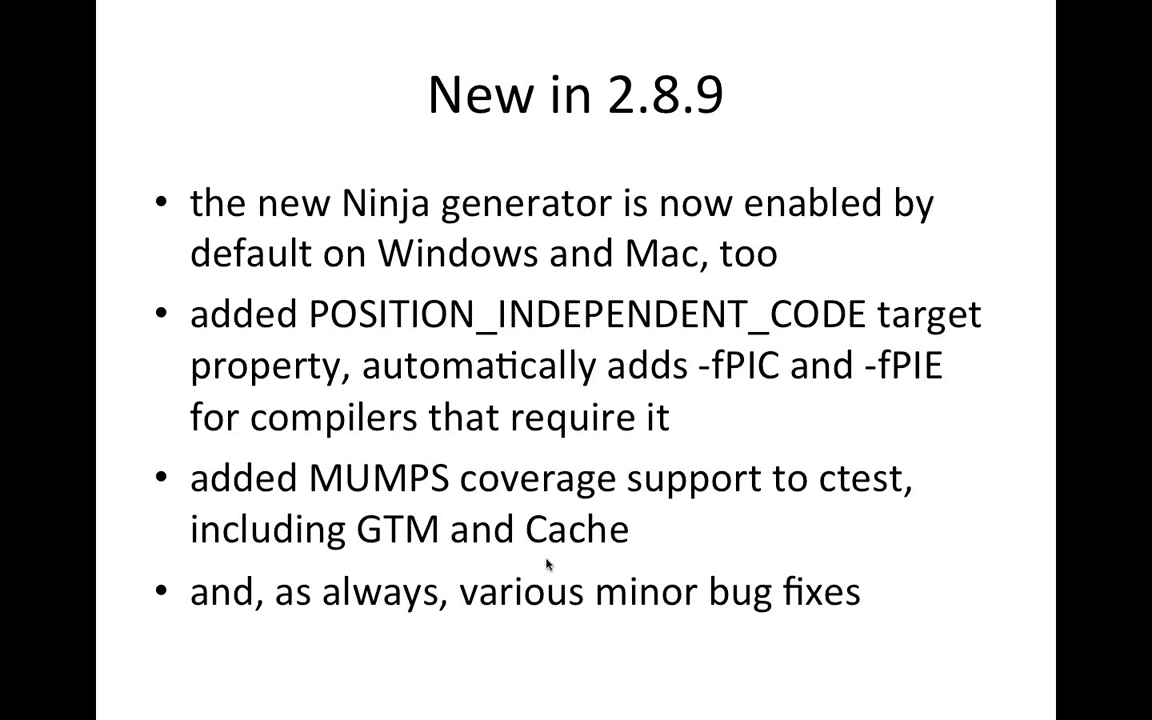 New in 2.8.9
• the new Ninja generator is now enabled by
default on Windows and Mac, too
• added POSITION_INDEPENDENT_CODE target
property, automatically adds -fPIC and -fPIE
for compilers that require it
• added MUMPS coverage support to ctest,
including GTM and Cache
• and, as always, various minor bug fixes